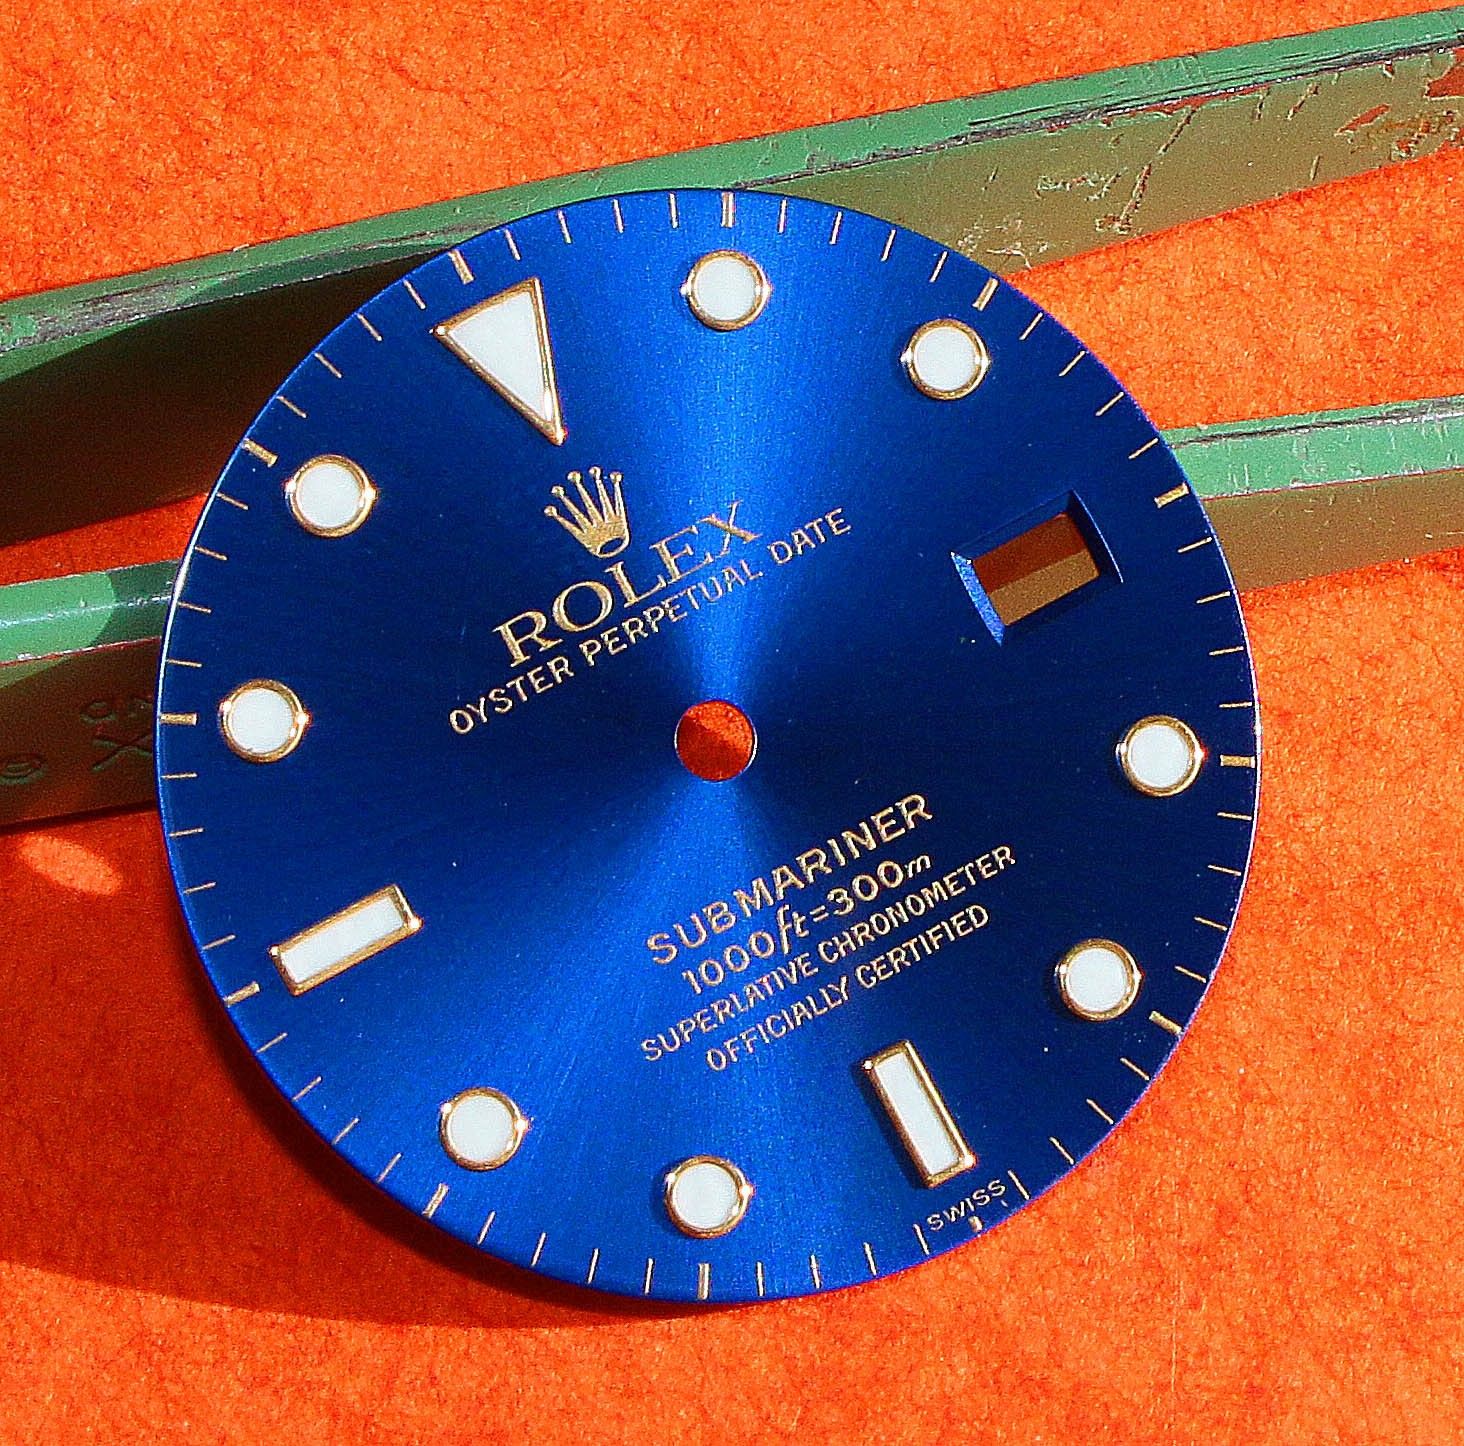 ROLEX
OYSTER PERPETUAL DATE
SUBMARINER
1000ft=300m
SUPERLATIVE CHRONOMETER
OFFICIALLY CERTIFIED
SWISS